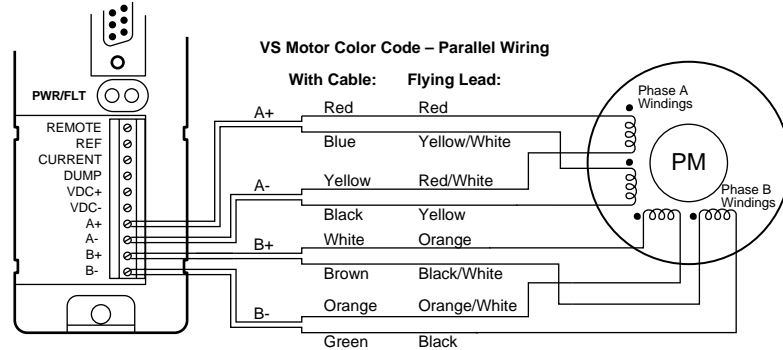 VS Motor Color Code – Parallel Wiring
With Cable: Flying Lead:
PWR/FLT
REMOTE
REF
CURRENT
DUMP
VDC+
VDC-
A+
A-
B+
B-
A+ Red Red
Blue Yellow/White
A- Yellow Red/White
Black Yellow
B+ White Orange
Brown Black/White
B- Orange Orange/White
Green Black
Phase A
Windings
PM
Phase B
Windings